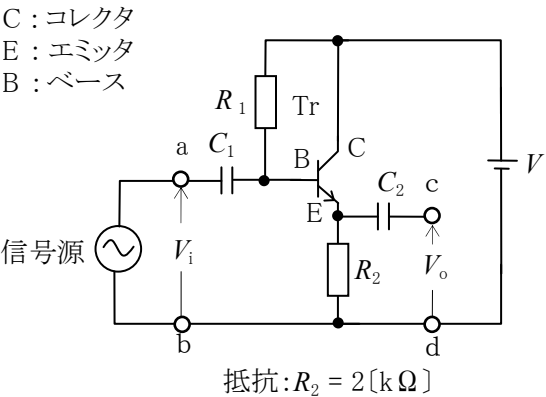 C：コレクタ
E：エミッタ
B：ベース
R1
Tr
a
C1
B
C
E
C2
c
V
信号源
Vi
R2
Vo
b
d
抵抗：R2 = 2〔kΩ〕